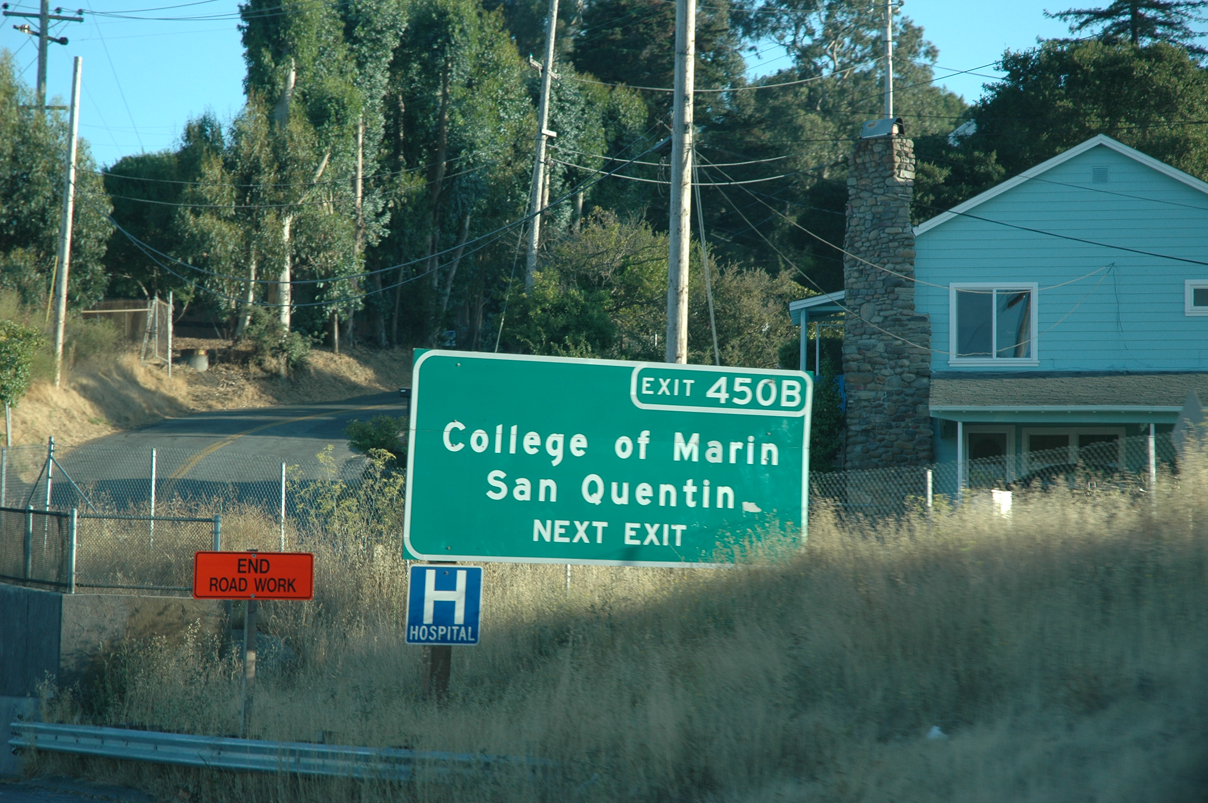 EXIT 450B
College of Marin
San Quentin
NEXT EXIT
END
ROAD WORK
H
HOSPITAL